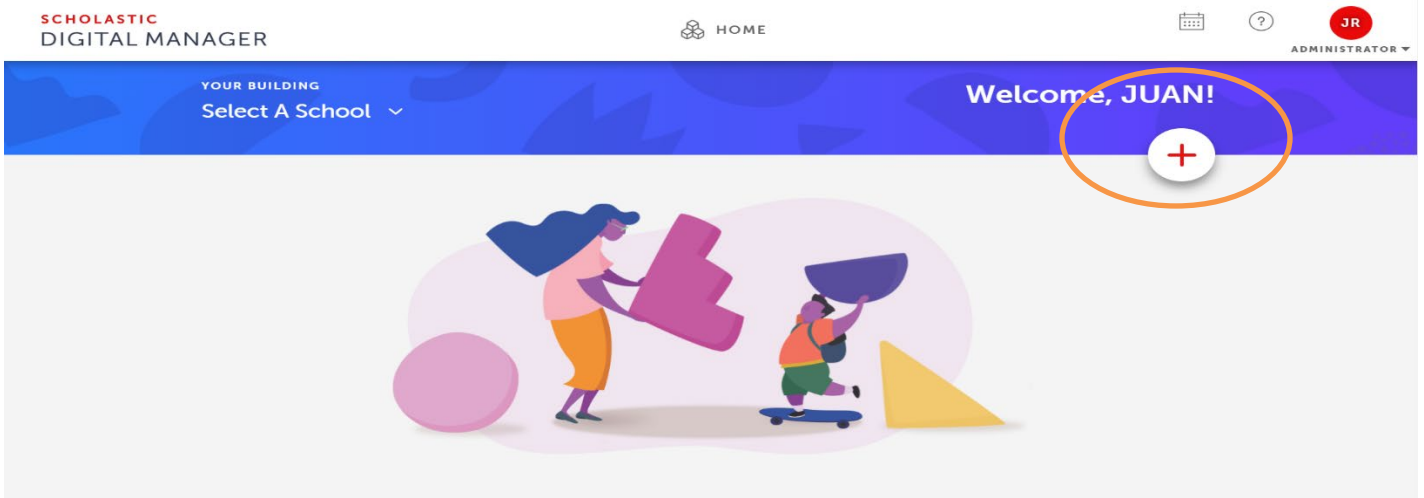 SCHOLASTIC
DIGITAL MANAGER
HOME
?
JR
ADMINISTRATOR
YOUR BUILDING
Select A School
Welcome, JUAN!
+